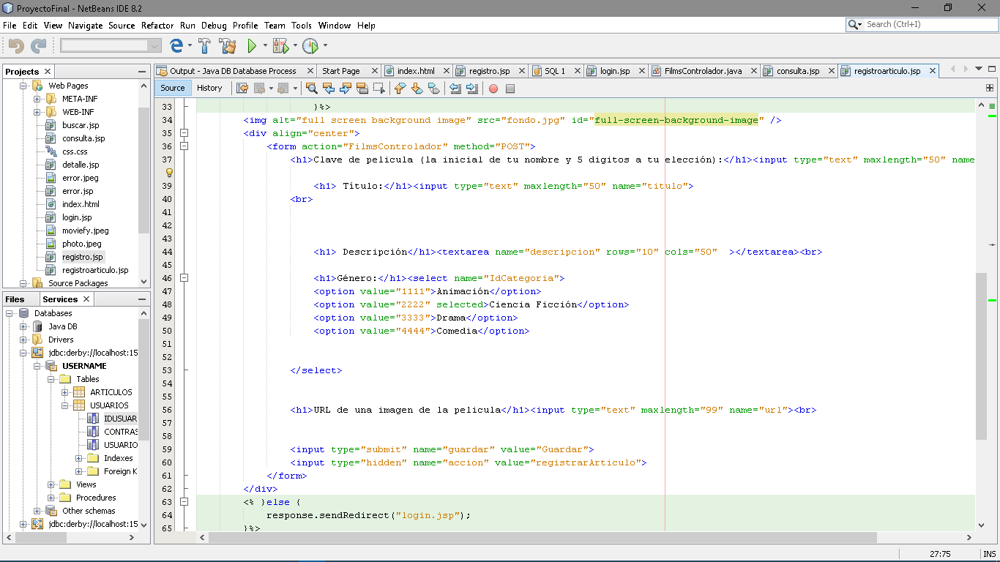 ProyectoFinal - NetBeans IDE 8.2
File Edit View Navigate Source Refactor Run Debug Profile Team Tools Window Help
Search (Ctrl+I)
Projects
Web Pages
META-INF
WEB-INF
buscar.jsp
consulta.jsp
css.css
detalle.jsp
error.jpeg
error.jsp
index.html
login.jsp
moviefy.jpeg
photo.jpeg
registro.jsp
registroarticulo.jsp
Source Packages
Files Services
Databases
Java DB
Drivers
jdbc:derby://localhost:15
USERNAME
Tables
ARTICULOS
USUARIOS
IDUSUAR
CONTRAS
USUARIO
Indexes
Foreign K
Views
Procedures
Other schemas
jdbc:derby://localhost:15
Output - Java DB Database Process Start Page index.html registro.jsp SQL 1 login.jsp FilmsControlador.java consulta.jsp registroarticulo.jsp
Source History
33 }%>
34 <img alt="full screen background image" src="fondo.jpg" id="full-screen-background-image" />
35 <div align="center">
36 <form action="FilmsControlador" method="POST">
37 <h1>Clave de pelicula (la inicial de tu nombre y 5 digitos a tu elección):</h1><input type="text" maxlength="50" name
39 <h1> Título:</h1><input type="text" maxlength="50" name="titulo">
40 <br>
41
42
43
44 <h1> Descripción</h1><textarea name="descripcion" rows="10" cols="50"  ></textarea><br>
45
46 <h1>Género:</h1><select name="IdCategoria">
47 <option value="1111">Animación</option>
48 <option value="2222" selected>Ciencia Ficción</option>
49 <option value="3333">Drama</option>
50 <option value="4444">Comedia</option>
51
52
53 </select>
54
55
56 <h1>URL de una imagen de la pelicula</h1><input type="text" maxlength="99" name="url"><br>
57
58
59 <input type="submit" name="guardar" value="Guardar">
60 <input type="hidden" name="accion" value="registrarArticulo">
61 </form>
62 </div>
63 <% }else {
64 response.sendRedirect("login.jsp");
65 }%>
27:75 INS